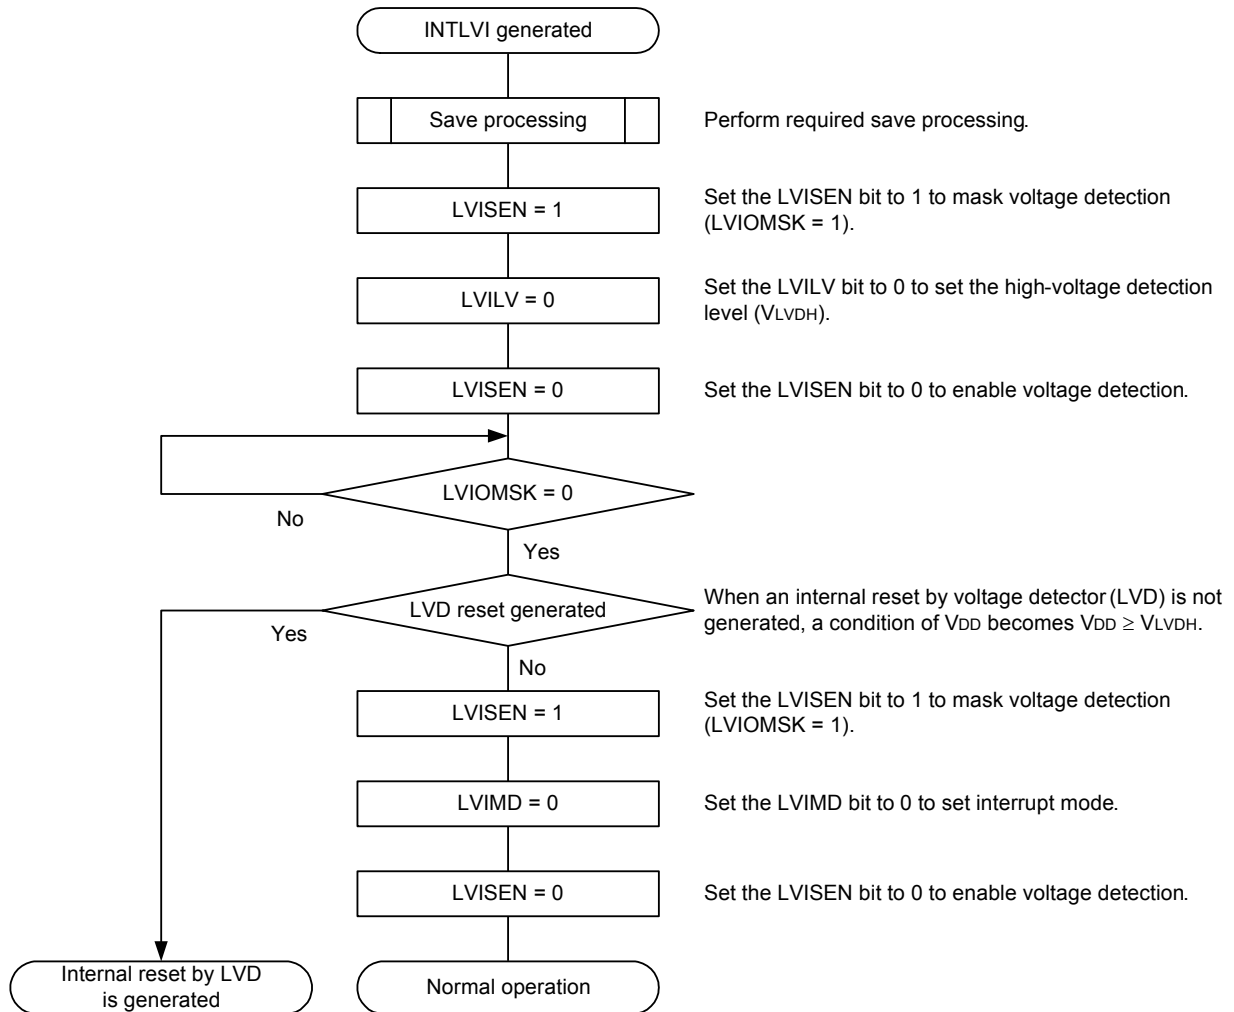 INTLVI generated
Save processing
Perform required save processing.
LVISEN = 1
Set the LVISEN bit to 1 to mask voltage detection
(LVIOMSK = 1).
LVILV = 0
Set the LVILV bit to 0 to set the high-voltage detection
level (VLVDH).
LVISEN = 0
Set the LVISEN bit to 0 to enable voltage detection.
LVIOMSK = 0
No
Yes
LVD reset generated
When an internal reset by voltage detector (LVD) is not
generated, a condition of VDD becomes VDD ≥ VLVDH.
Yes
No
LVISEN = 1
Set the LVISEN bit to 1 to mask voltage detection
(LVIOMSK = 1).
LVIMD = 0
Set the LVIMD bit to 0 to set interrupt mode.
LVISEN = 0
Set the LVISEN bit to 0 to enable voltage detection.
Internal reset by LVD
is generated
Normal operation